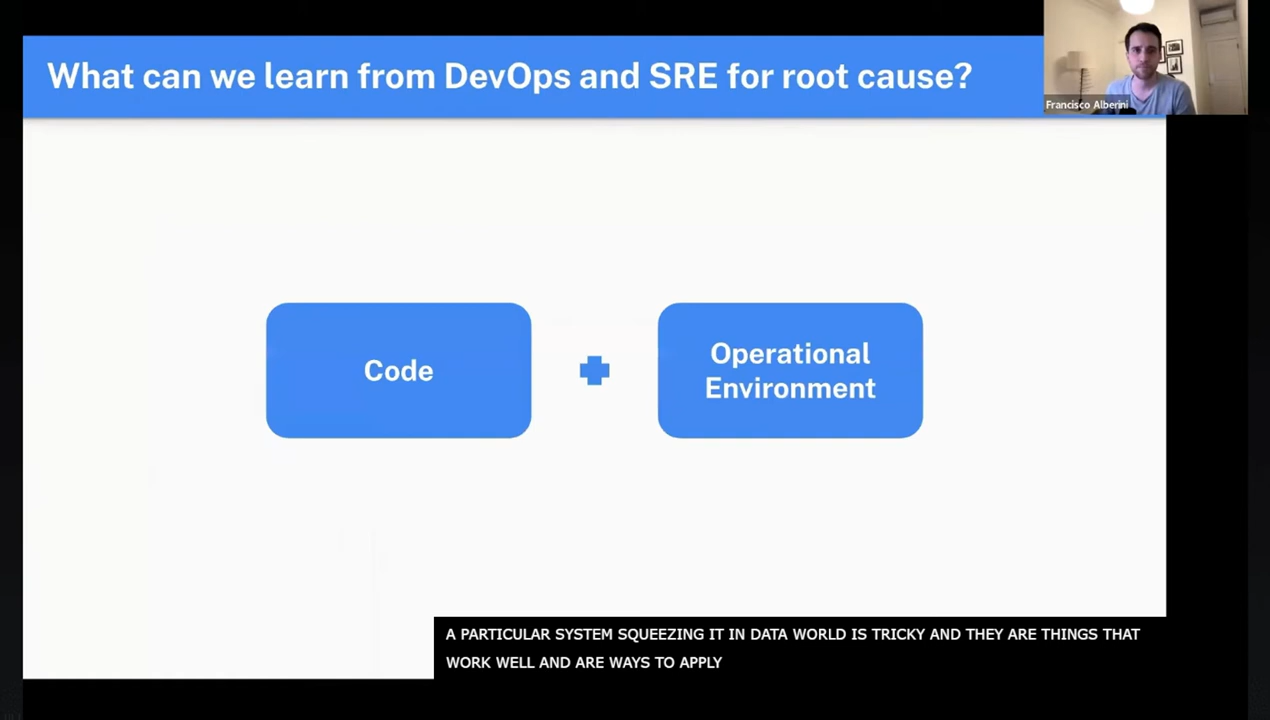 What can we learn from DevOps and SRE for root cause?
Francisco Alberini
Code
Operational
Environment
A PARTICULAR SYSTEM SQUEEZING IT IN DATA WORLD IS TRICKY AND THEY ARE THINGS THAT
WORK WELL AND ARE WAYS TO APPLY